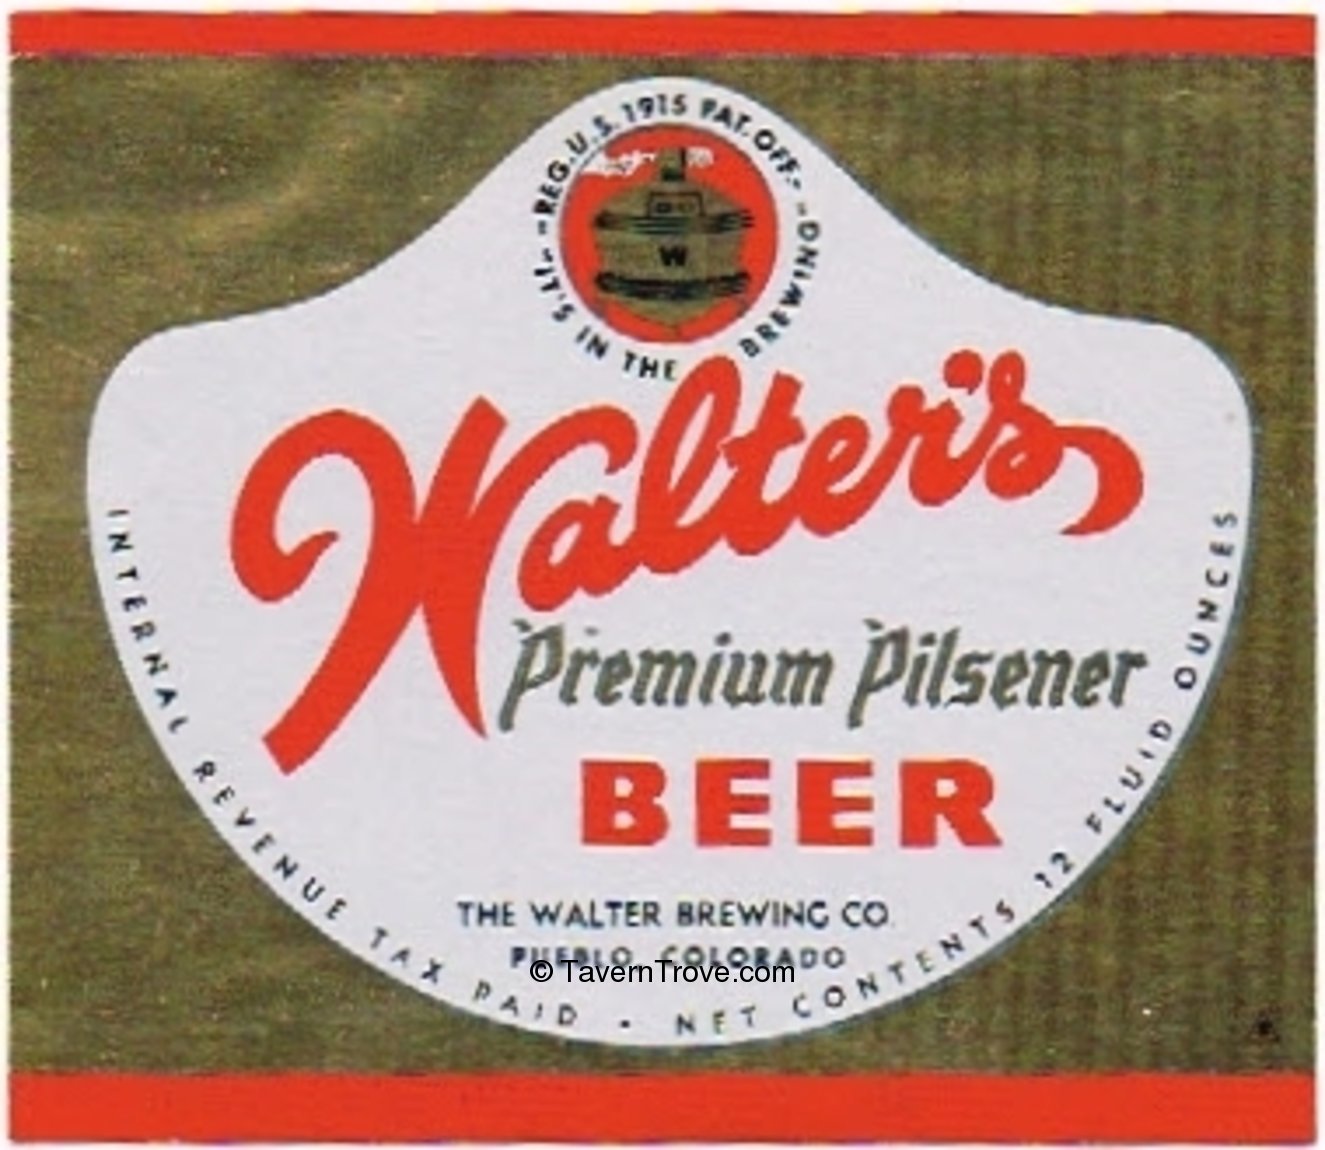 REG. U.S. 1915 PAT. OFF.
"IT'S IN THE BREWING"
W
Walter's
Premium Pilsener
BEER
THE WALTER BREWING CO.
PUEBLO, COLORADO
© TavernTrove.com
INTERNAL REVENUE TAX PAID - NET CONTENTS 12 FLUID OUNCES